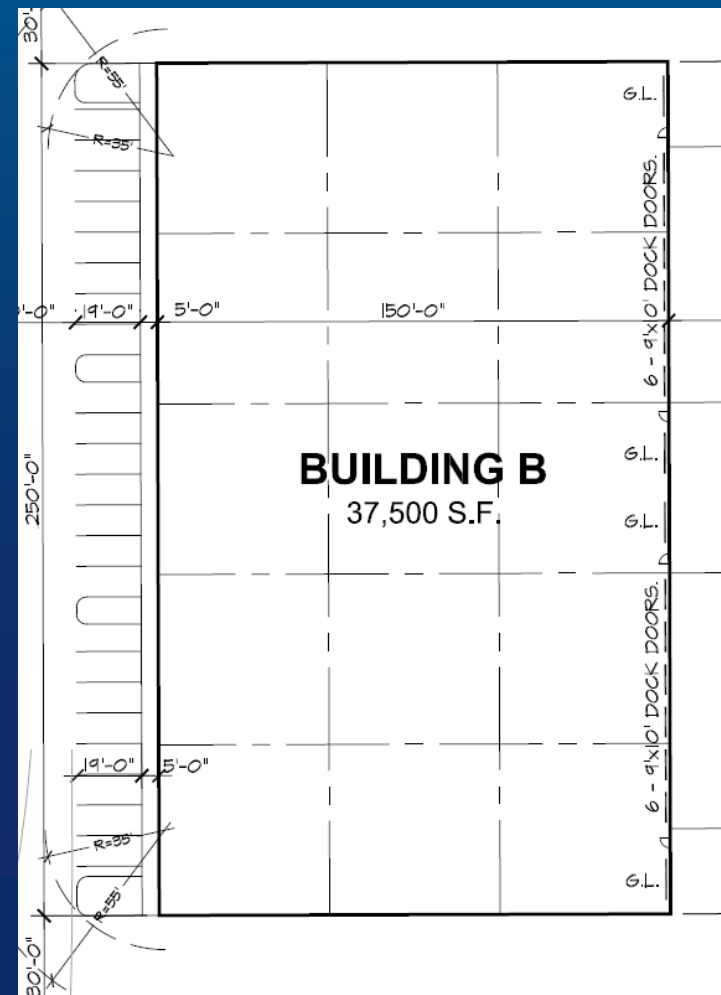 30'-
R=55'
G.L.
R=35'
6 - 9'x10' DOCK DOORS.
'-0"
19'-0"
5'-0"
150'-0"
BUILDING B
37,500 S.F.
G.L.
250'-0"
G.L.
6 - 9'x10' DOCK DOORS.
19'-0"
5'-0"
R=35'
G.L.
R=55'
30'-0"